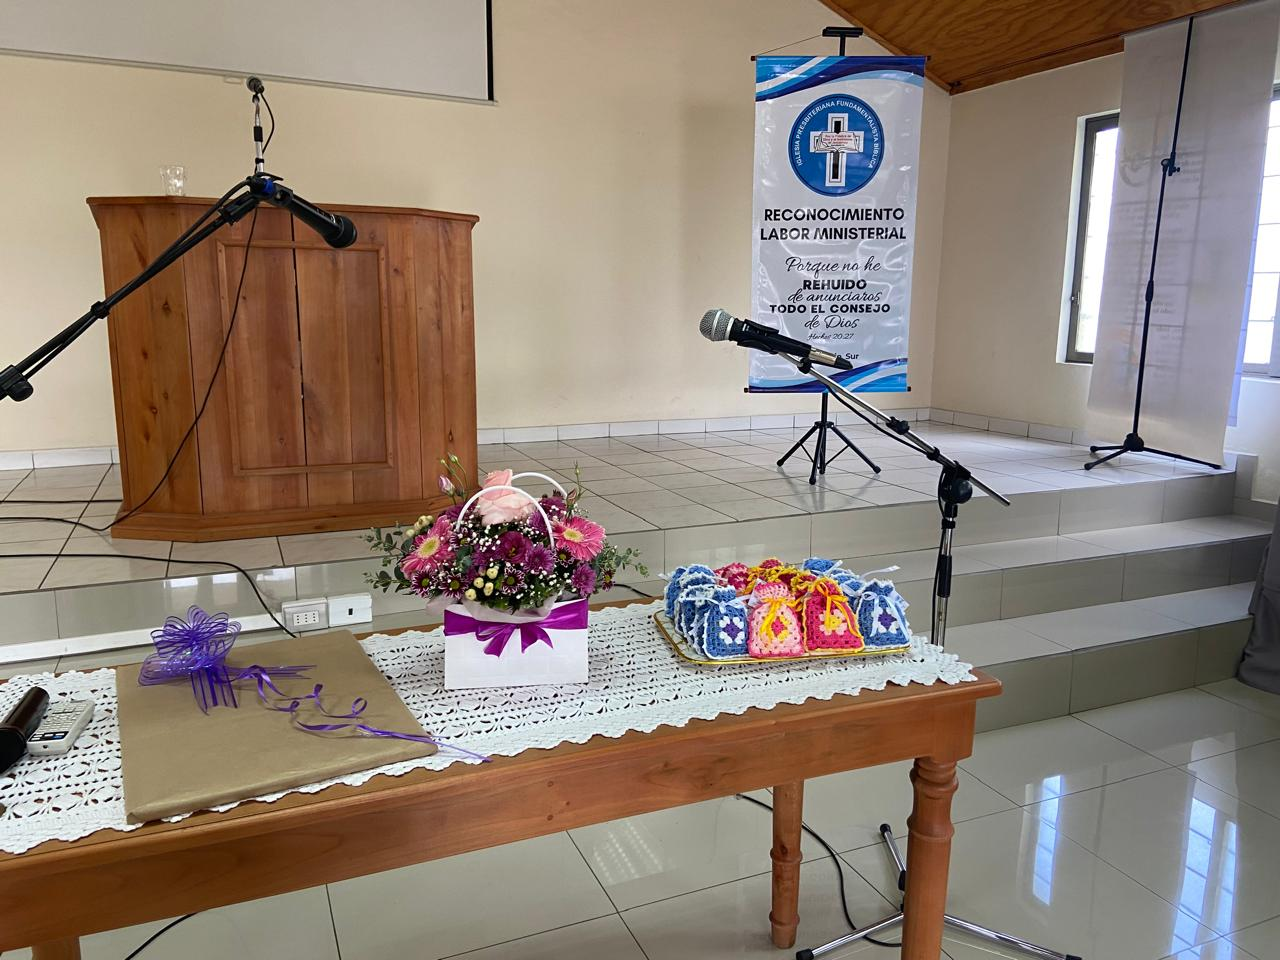 IGLESIA PRESBITERIANA FUNDAMENTALISTA BÍBLICA
RECONOCIMIENTO
LABOR MINISTERIAL
Porque no he
REHUIDO
de anunciaros
TODO EL CONSEJO
de Dios
Hechos 20:27
Sur